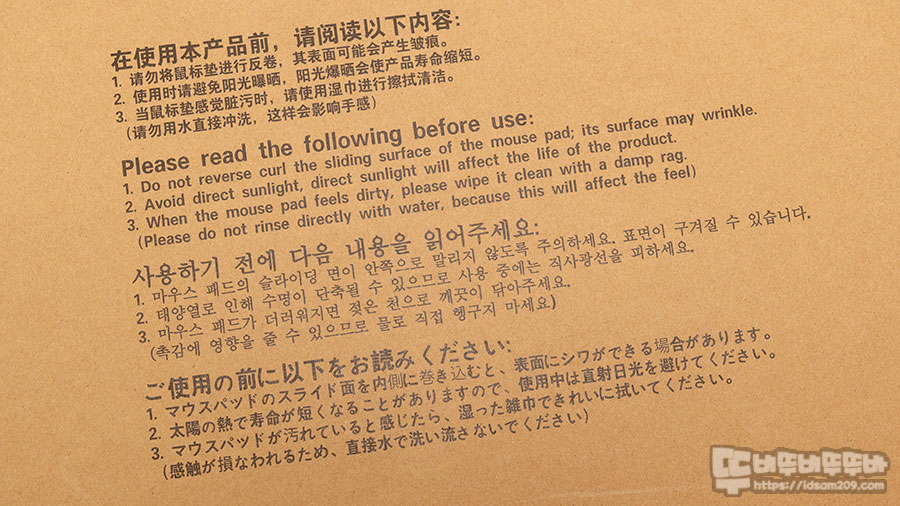 在使用本产品前，请阅读以下内容：
1. 请勿将鼠标垫进行反卷，其表面可能会产生皱痕。
2. 使用时请避免阳光曝晒，阳光爆晒会使产品寿命缩短。
3. 当鼠标垫感觉脏污时，请使用湿巾进行擦拭清洁。
(请勿用水直接冲洗，这样会影响手感)
Please read the following before use:
1. Do not reverse curl the sliding surface of the mouse pad; its surface may wrinkle.
2. Avoid direct sunlight, direct sunlight will affect the life of the product.
3. When the mouse pad feels dirty, please wipe it clean with a damp rag.
(Please do not rinse directly with water, because this will affect the feel)
사용하기 전에 다음 내용을 읽어주세요:
1. 마우스 패드의 슬라이딩 면이 안쪽으로 말리지 않도록 주의하세요. 표면이 구겨질 수 있습니다.
2. 태양열로 인해 수명이 단축될 수 있으므로 사용 중에는 직사광선을 피하세요.
3. 마우스 패드가 더러워지면 젖은 천으로 깨끗이 닦아주세요.
(촉감에 영향을 줄 수 있으므로 물로 직접 헹구지 마세요)
ご使用の前に以下をお読みください:
1. マウスパッドのスライド面を内側に巻き込むと、表面にシワができる場合があります。
2. 太陽の熱で寿命が短くなることがありますので、使用中は直射日光を避けてください。
3. マウスパッドが汚れていると感じたら、湿った雑巾できれいに拭いてください。
(感触が損なわれるため、直接水で洗い流さないでください)
뚜바뚜바뚜뚜바
https://idsam209.com/